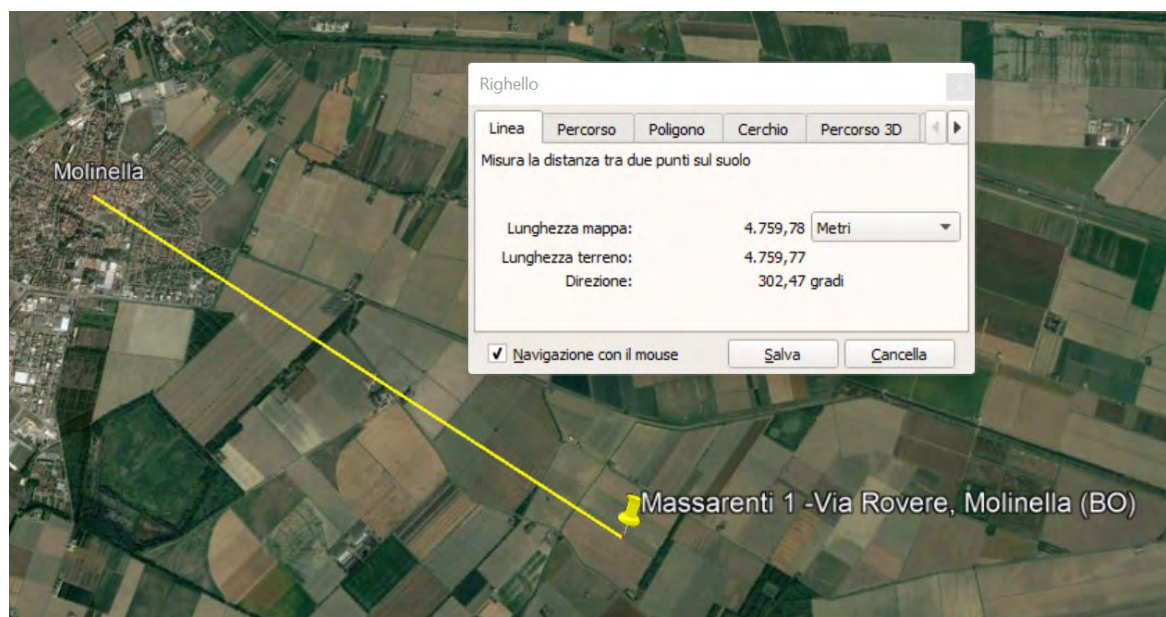 Molinella
Righello
Linea Percorso Poligono Cerchio Percorso 3D
Misura la distanza tra due punti sul suolo
Lunghezza mappa: 4.759,78 Metri
Lunghezza terreno: 4.759,77
Direzione: 302,47 gradi
Navigazione con il mouse Salva Cancella
Massarenti 1 -Via Rovere, Molinella (BO)